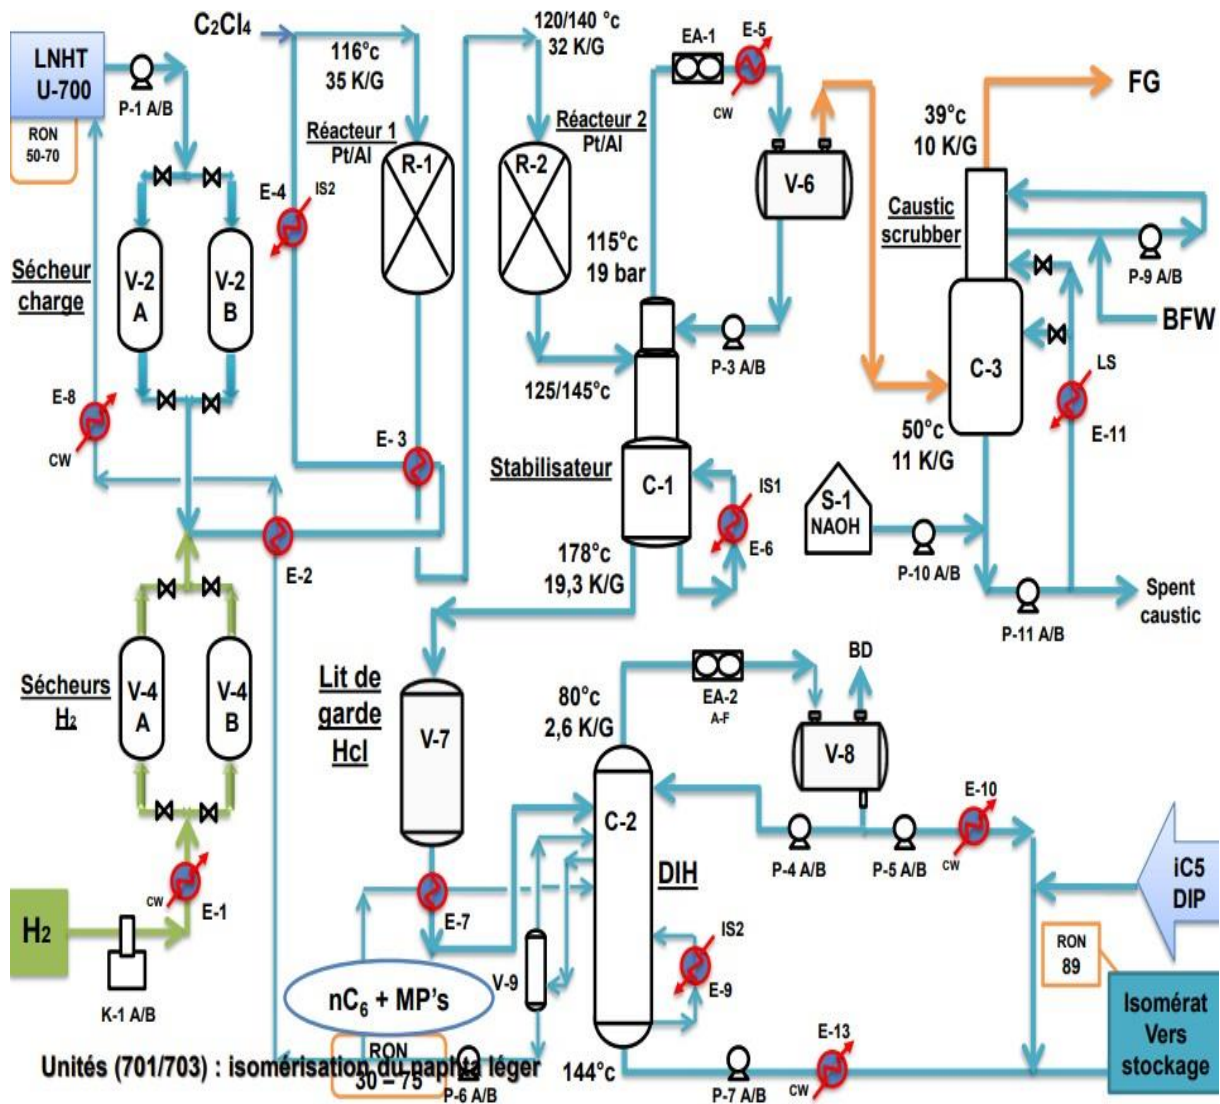 LNHT
U-700
P-1 A/B
RON
50-70
C₂Cl₄
116°c
35 K/G
Réacteur 1
Pt/Al
R-1
E-4
IS2
120/140 °c
32 K/G
Réacteur 2
Pt/Al
R-2
EA-1
E-5
CW
V-6
115°c
19 bar
P-3 A/B
39°c
10 K/G
FG
Caustic
scrubber
P-9 A/B
BFW
C-3
LS
E-11
50°c
11 K/G
Sécheur
charge
V-2
A
V-2
B
E-8
CW
E-2
E- 3
125/145°c
Stabilisateur
C-1
IS1
E-6
178°c
19,3 K/G
S-1
NAOH
P-10 A/B
P-11 A/B
Spent
caustic
Sécheurs
H₂
V-4
A
V-4
B
Lit de
garde
Hcl
V-7
80°c
2,6 K/G
EA-2
A-F
BD
V-8
C-2
DIH
P-4 A/B
P-5 A/B
E-10
CW
iC5
DIP
H₂
K-1 A/B
CW
E-1
E-7
V-9
IS2
E-9
nC₆ + MP's
RON
30 – 75
P-6 A/B
144°c
P-7 A/B
E-13
CW
RON
89
Isomérat
Vers
stockage
Unités (701/703) : isomérisation du naphta léger